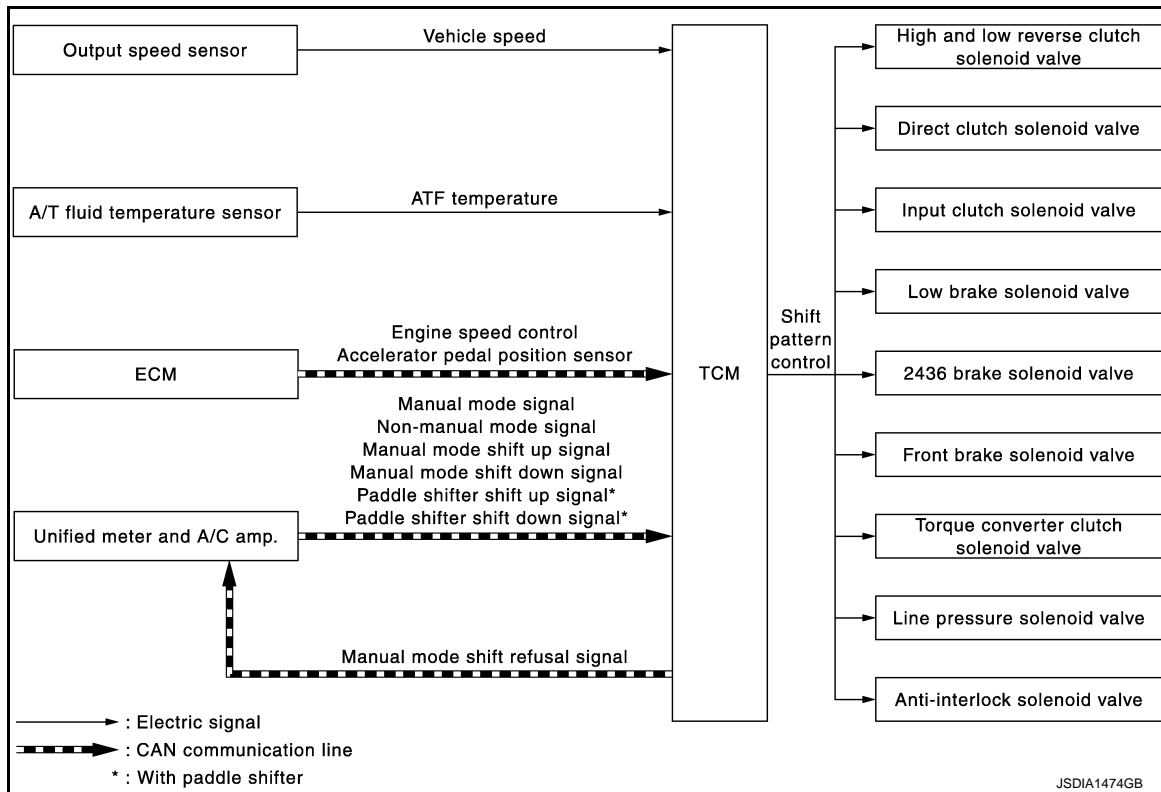 Output speed sensor
Vehicle speed
A/T fluid temperature sensor
ATF temperature
ECM
Engine speed control
Accelerator pedal position sensor
Unified meter and A/C amp.
Manual mode signal
Non-manual mode signal
Manual mode shift up signal
Manual mode shift down signal
Paddle shifter shift up signal*
Paddle shifter shift down signal*
Manual mode shift refusal signal
TCM
Shift
pattern
control
High and low reverse clutch
solenoid valve
Direct clutch solenoid valve
Input clutch solenoid valve
Low brake solenoid valve
2436 brake solenoid valve
Front brake solenoid valve
Torque converter clutch
solenoid valve
Line pressure solenoid valve
Anti-interlock solenoid valve
: Electric signal
: CAN communication line
* : With paddle shifter
JSDIA1474GB